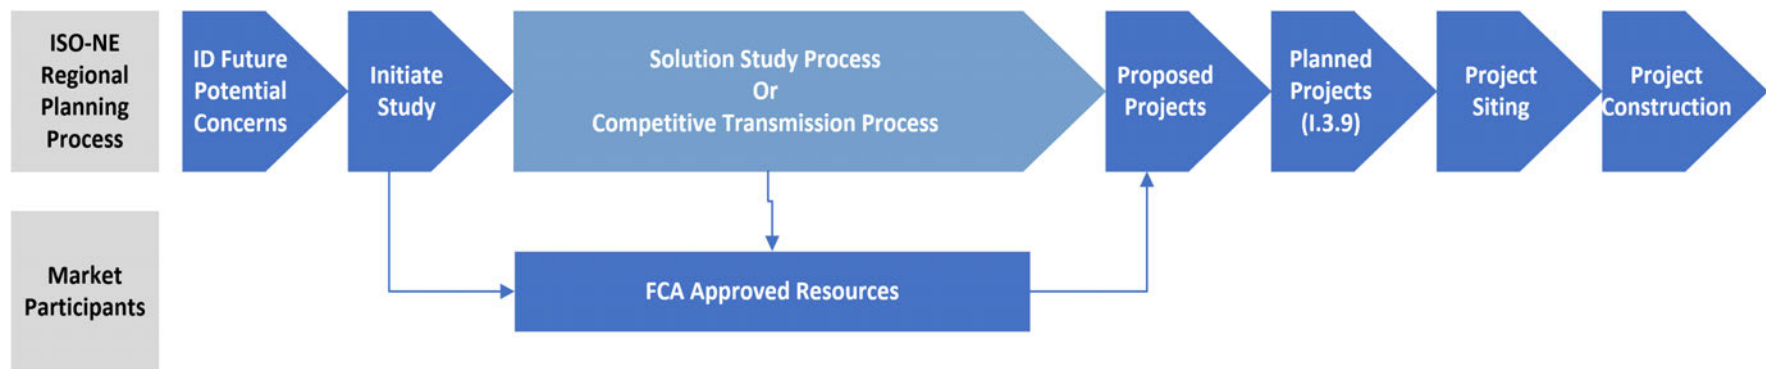 ISO-NE
Regional
Planning
Process
ID Future
Potential
Concerns
Initiate
Study
Solution Study Process
Or
Competitive Transmission Process
Proposed
Projects
Planned
Projects
(I.3.9)
Project
Siting
Project
Construction
Market
Participants
FCA Approved Resources